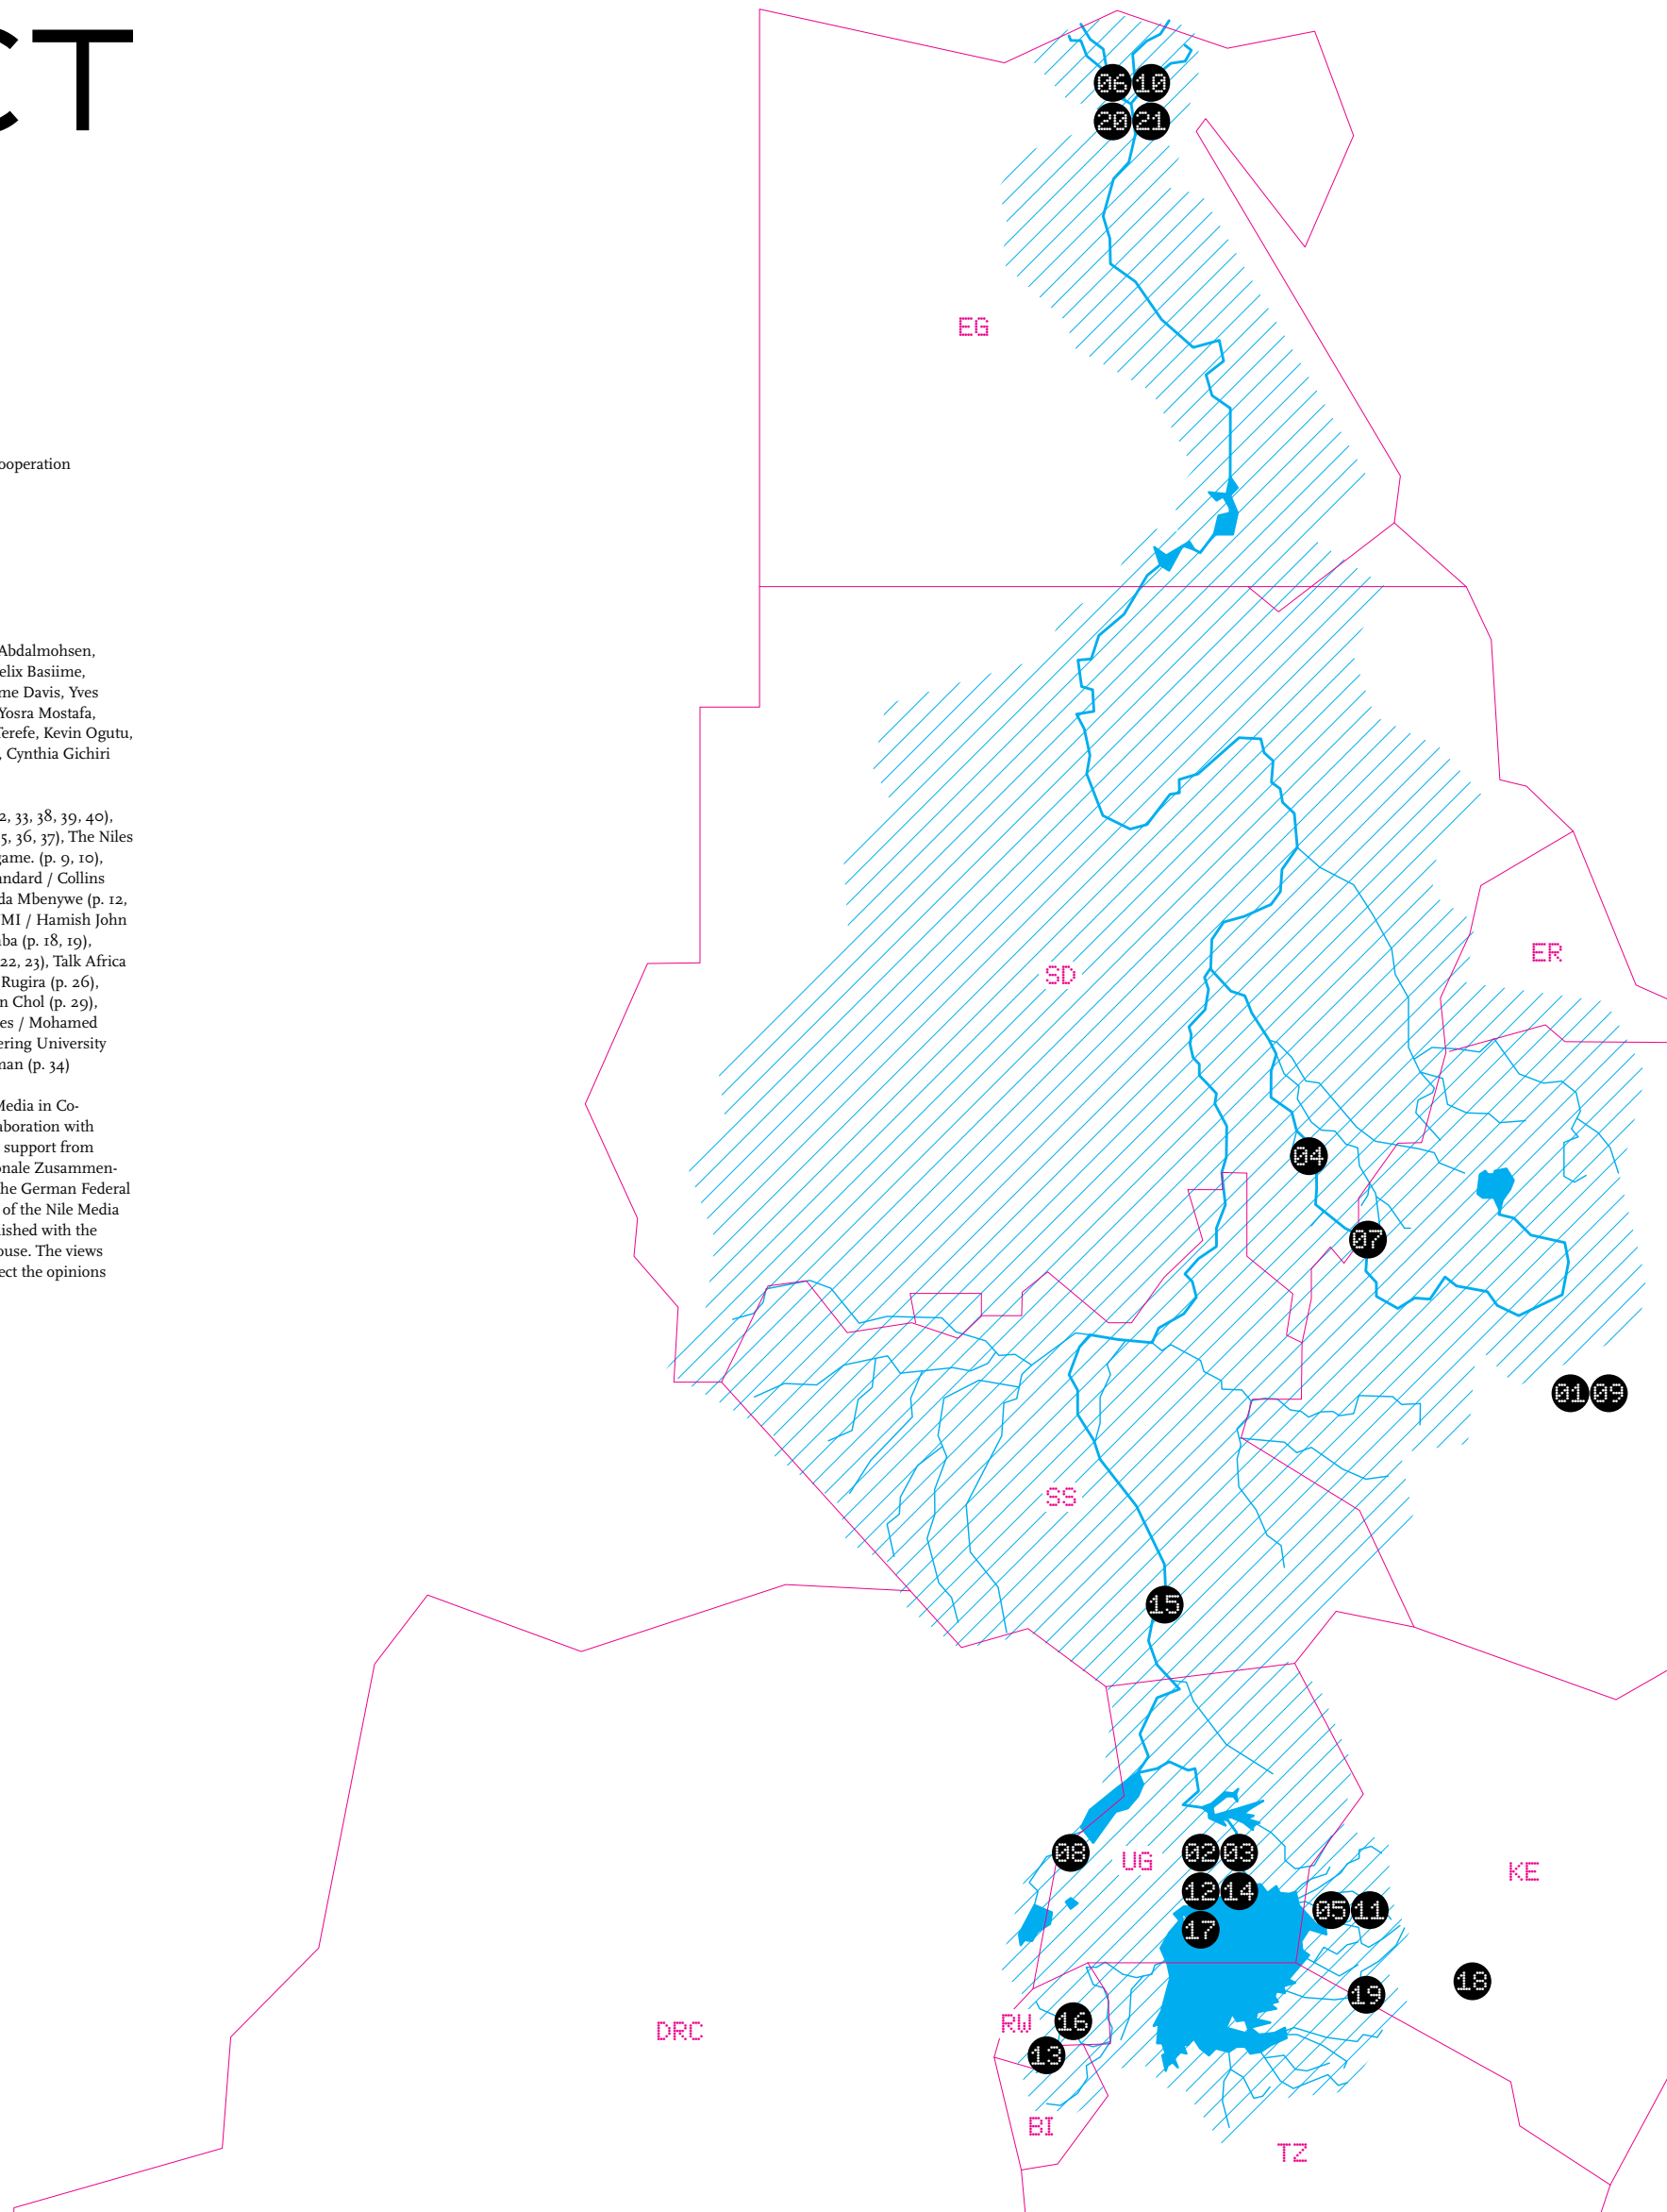 CT
ooperation
Abdalmohsen,
elix Basiime,
me Davis, Yves
Yosra Mostafa,
Terefe, Kevin Ogutu,
, Cynthia Gichiri
2, 33, 38, 39, 40),
5, 36, 37), The Niles
game. (p. 9, 10),
andard / Collins
da Mbenywe (p. 12,
MI / Hamish John
aba (p. 18, 19),
22, 23), Talk Africa
Rugira (p. 26),
n Chol (p. 29),
es / Mohamed
ering University
man (p. 34)
Media in Co-
aboration with
support from
onale Zusammen-
he German Federal
of the Nile Media
lished with the
ouse. The views
ect the opinions
06 10
20 21
EG
SD
ER
04
07
01 09
SS
15
08
UG
02 03
12 14
17
05 11
KE
18
19
RW
16
13
DRC
BI
TZ